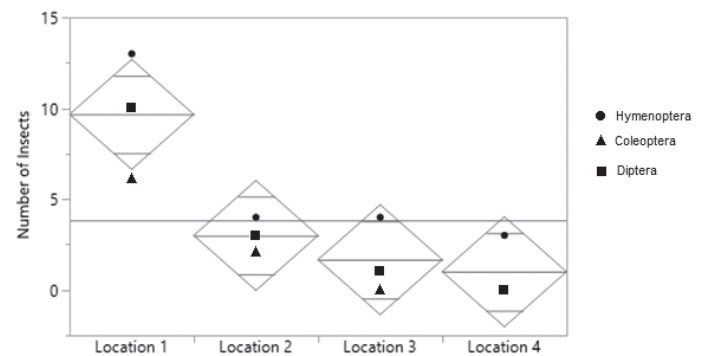 15
10
5
0
Number of Insects
Location 1
Location 2
Location 3
Location 4
Hymenoptera
Coleoptera
Diptera